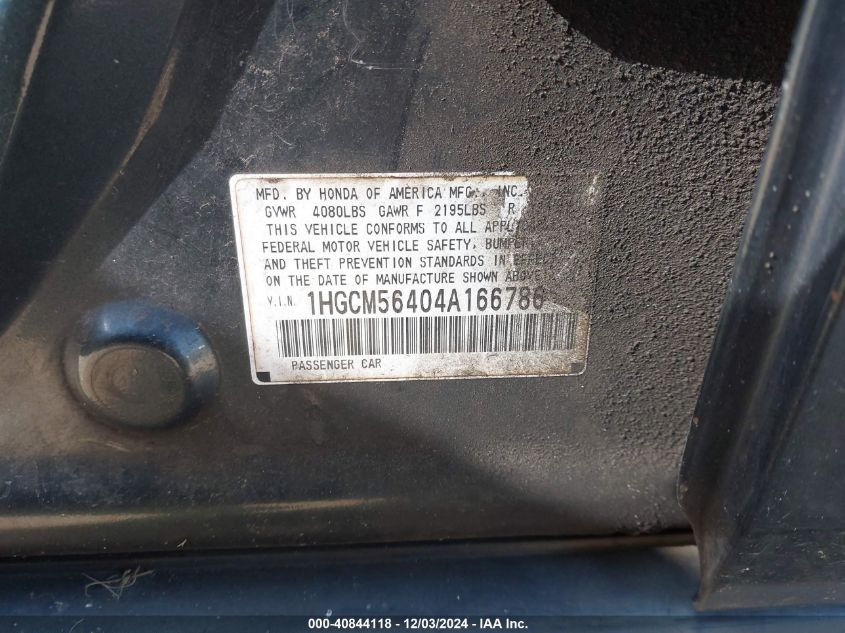 MFD. BY HONDA OF AMERICA MFG., INC.
GVWR 4080LBS GAWR F 2195LBS R
THIS VEHICLE CONFORMS TO ALL
FEDERAL MOTOR VEHICLE SAFETY,
AND THEFT PREVENTION STANDARDS IN
ON THE DATE OF MANUFACTURE SHOWN
V.I.N. 1HGCM56404A166786
PASSENGER CAR
000-40844118 - 12/03/2024 - IAA Inc.